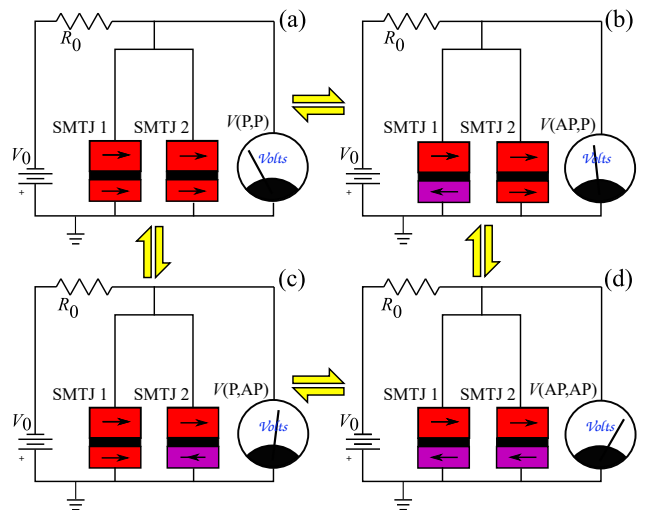 (a)
R0
SMTJ 1 SMTJ 2 V(P,P)
V0
Volts
+
(b)
R0
SMTJ 1 SMTJ 2 V(AP,P)
V0
Volts
+
(c)
R0
SMTJ 1 SMTJ 2 V(P,AP)
V0
Volts
+
(d)
R0
SMTJ 1 SMTJ 2 V(AP,AP)
V0
Volts
+